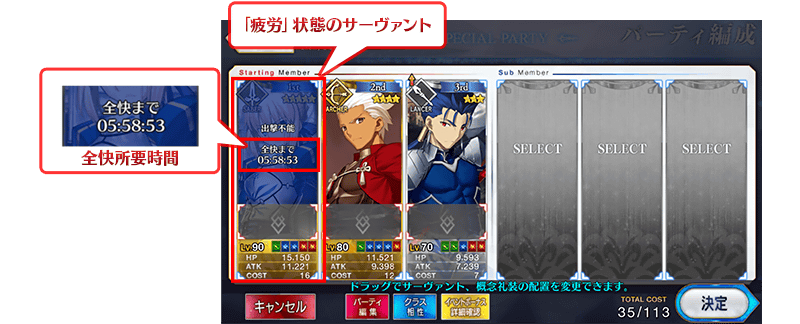 「疲労」状態のサーヴァント
SPECIAL PARTY
パーティ編成
Starting Member
Sub Member
1st
2nd
3rd
ARCHER
LANCER
出撃不能
全快まで
05:58:53
全快まで
05:58:53
全快所要時間
SELECT
SELECT
SELECT
Lv.90
HP 15,150
ATK 11,221
COST 16
Lv.80
HP 11,521
ATK 9,398
COST 12
Lv.70
HP 9,593
ATK 7,239
COST 7
ドラッグでサーヴァント、概念礼装の配置を変更できます。
キャンセル
パーティ
編集
クラス
相性
イベントボーナス
詳細確認
TOTAL COST
35/113
決定